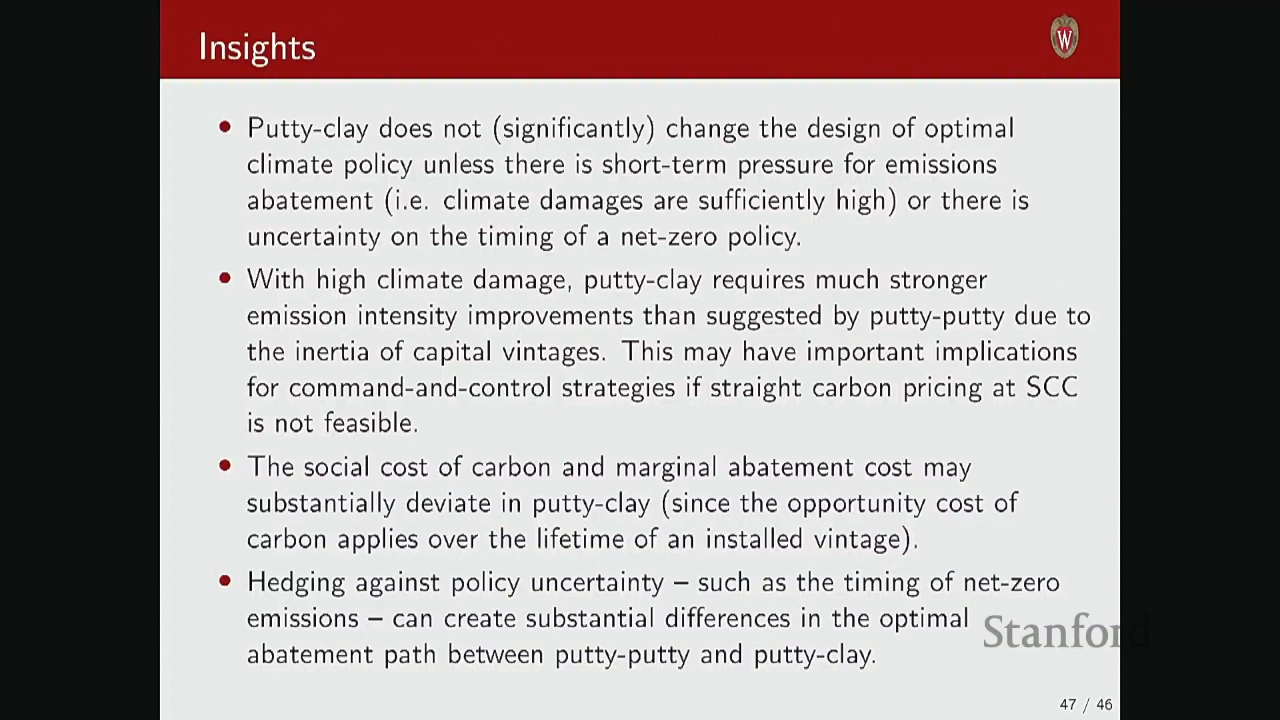 Insights
W
• Putty-clay does not (significantly) change the design of optimal
climate policy unless there is short-term pressure for emissions
abatement (i.e. climate damages are sufficiently high) or there is
uncertainty on the timing of a net-zero policy.
• With high climate damage, putty-clay requires much stronger
emission intensity improvements than suggested by putty-putty due to
the inertia of capital vintages. This may have important implications
for command-and-control strategies if straight carbon pricing at SCC
is not feasible.
• The social cost of carbon and marginal abatement cost may
substantially deviate in putty-clay (since the opportunity cost of
carbon applies over the lifetime of an installed vintage).
• Hedging against policy uncertainty – such as the timing of net-zero
emissions – can create substantial differences in the optimal
abatement path between putty-putty and putty-clay.
Stanford
47 / 46